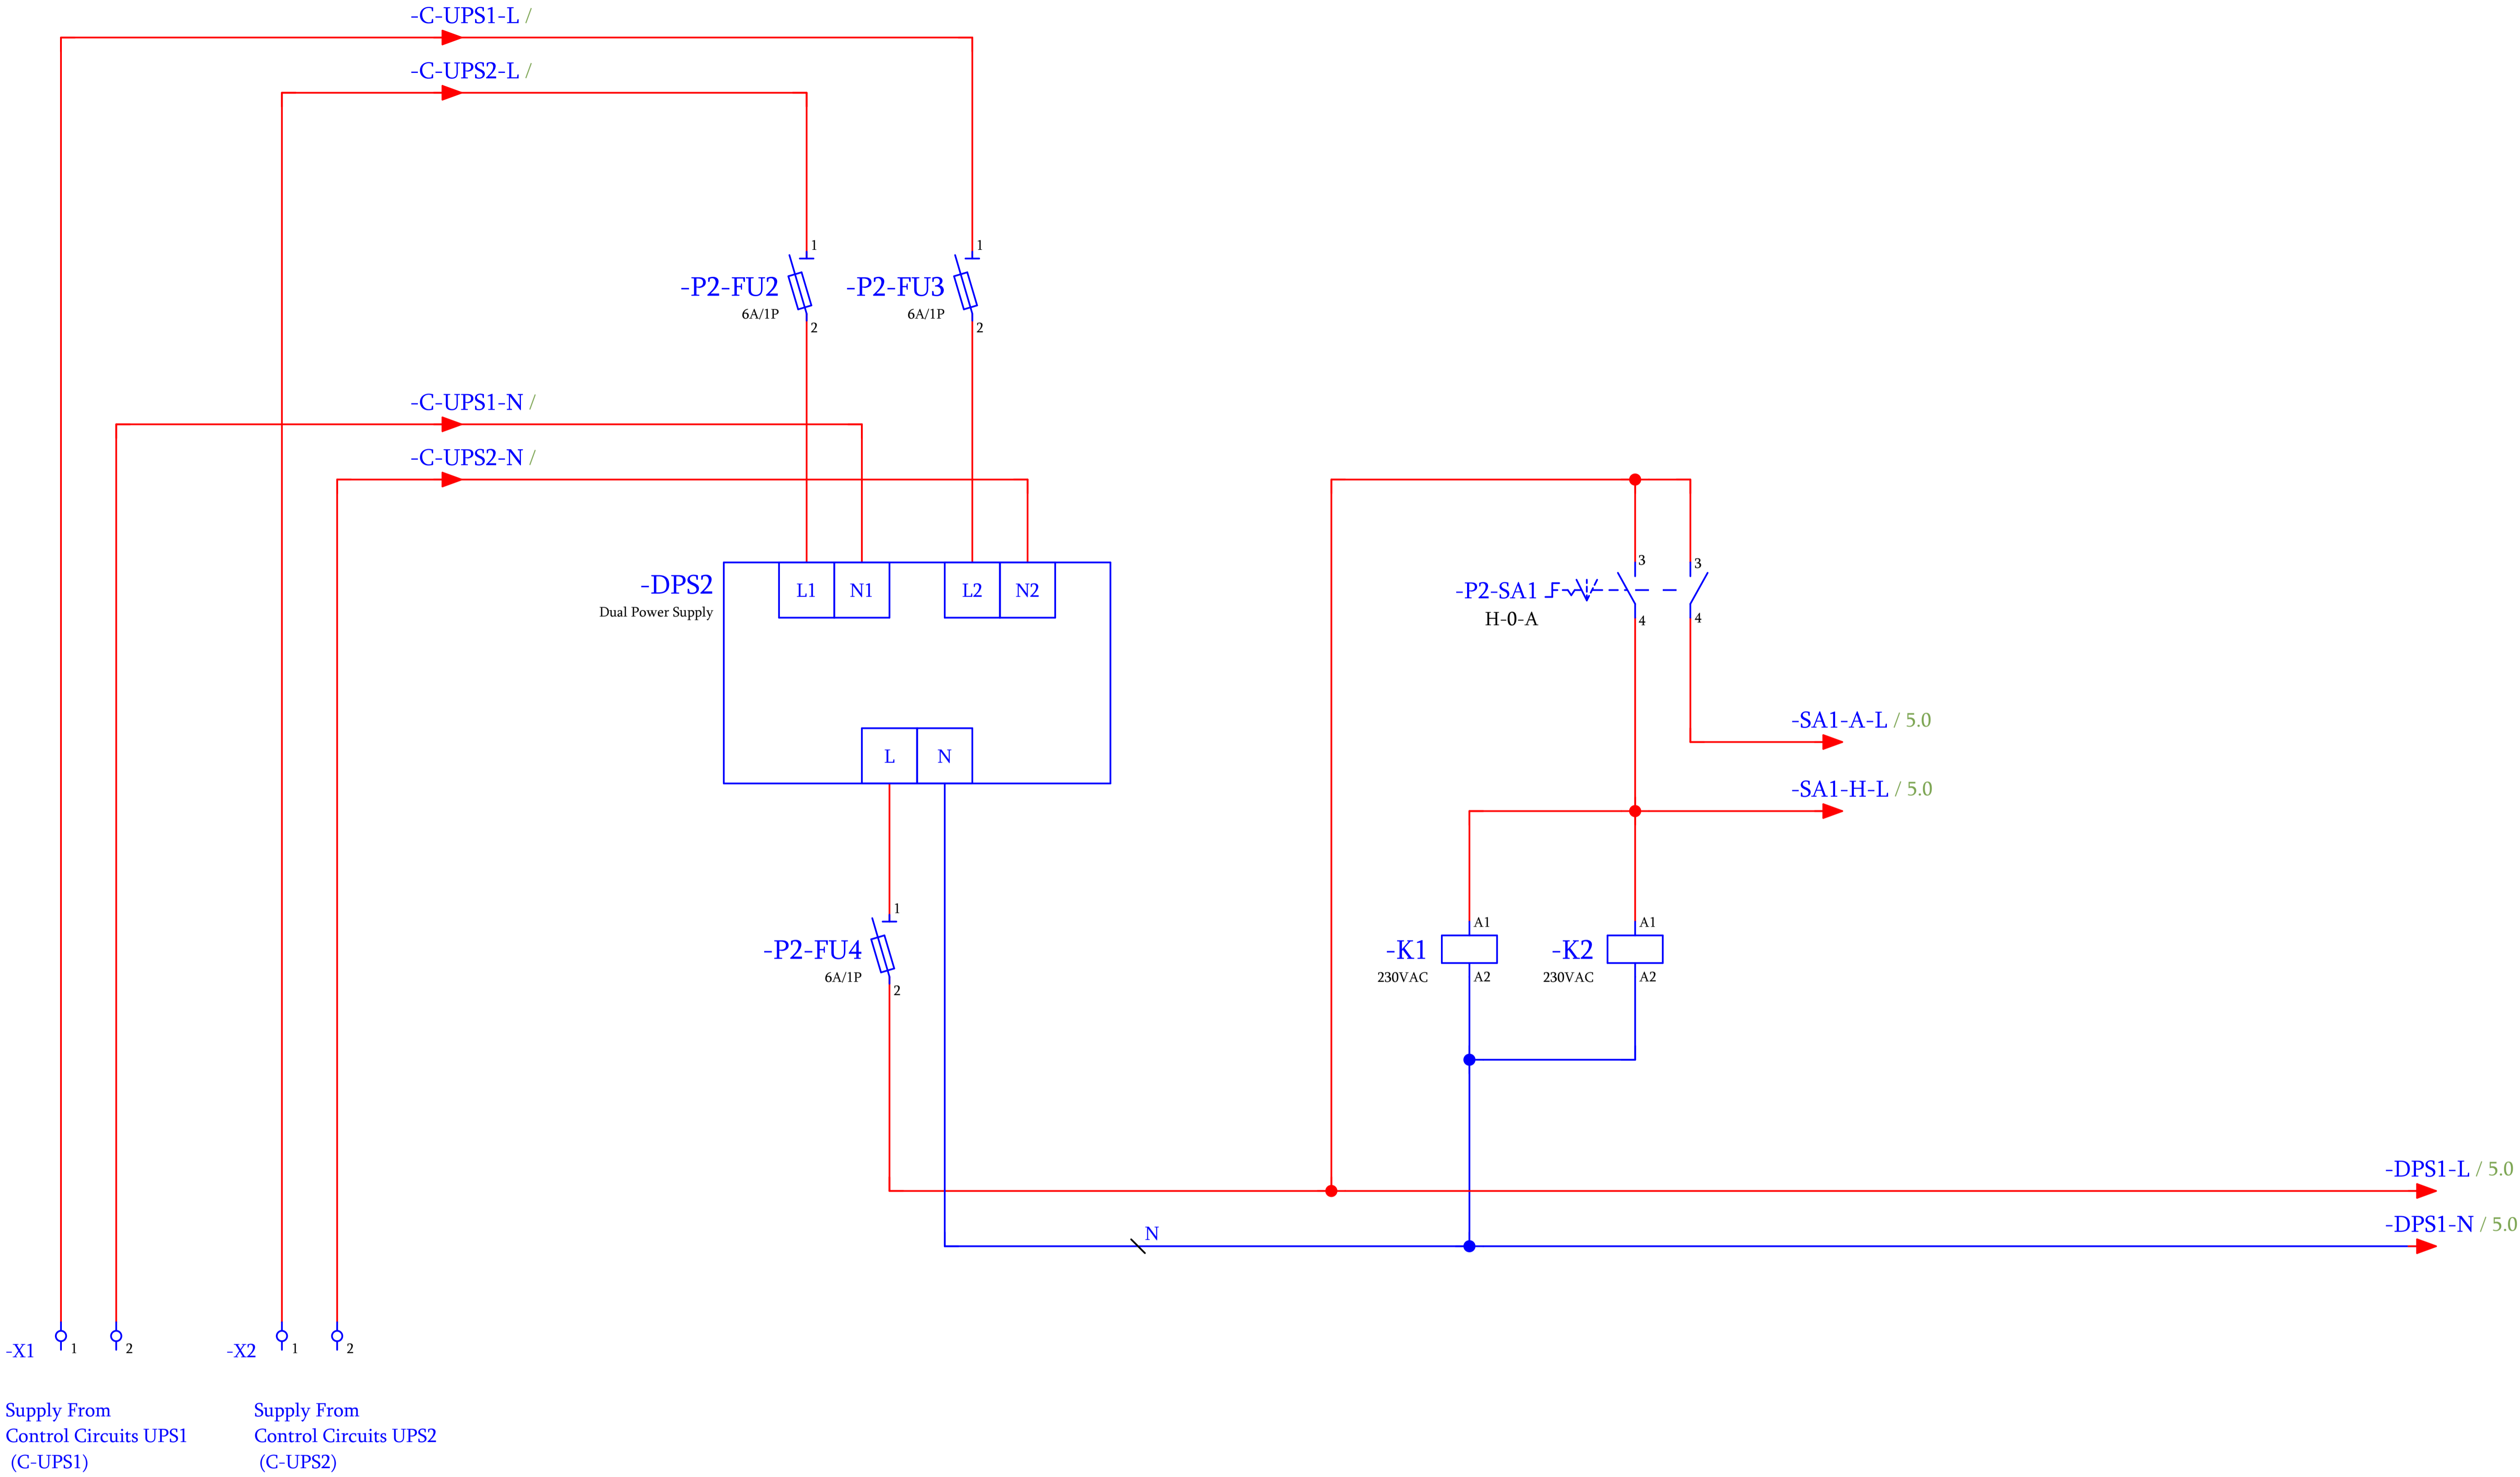 -C-UPS1-L /
-C-UPS2-L /
1
1
-P2-FU2
-P2-FU3
6A/1P
6A/1P
2
2
-C-UPS1-N /
-C-UPS2-N /
3
3
-DPS2
L1
N1
L2
N2
-P2-SA1
Dual Power Supply
H-0-A
4
4
-SA1-A-L / 5.0
L
N
-SA1-H-L / 5.0
1
A1
A1
-P2-FU4
-K1
-K2
6A/1P
230VAC
A2
230VAC
A2
2
-DPS1-L / 5.0
N
-DPS1-N / 5.0
-X1
1
2
-X2
1
2
Supply From
Control Circuits UPS1
(C-UPS1)
Supply From
Control Circuits UPS2
(C-UPS2)